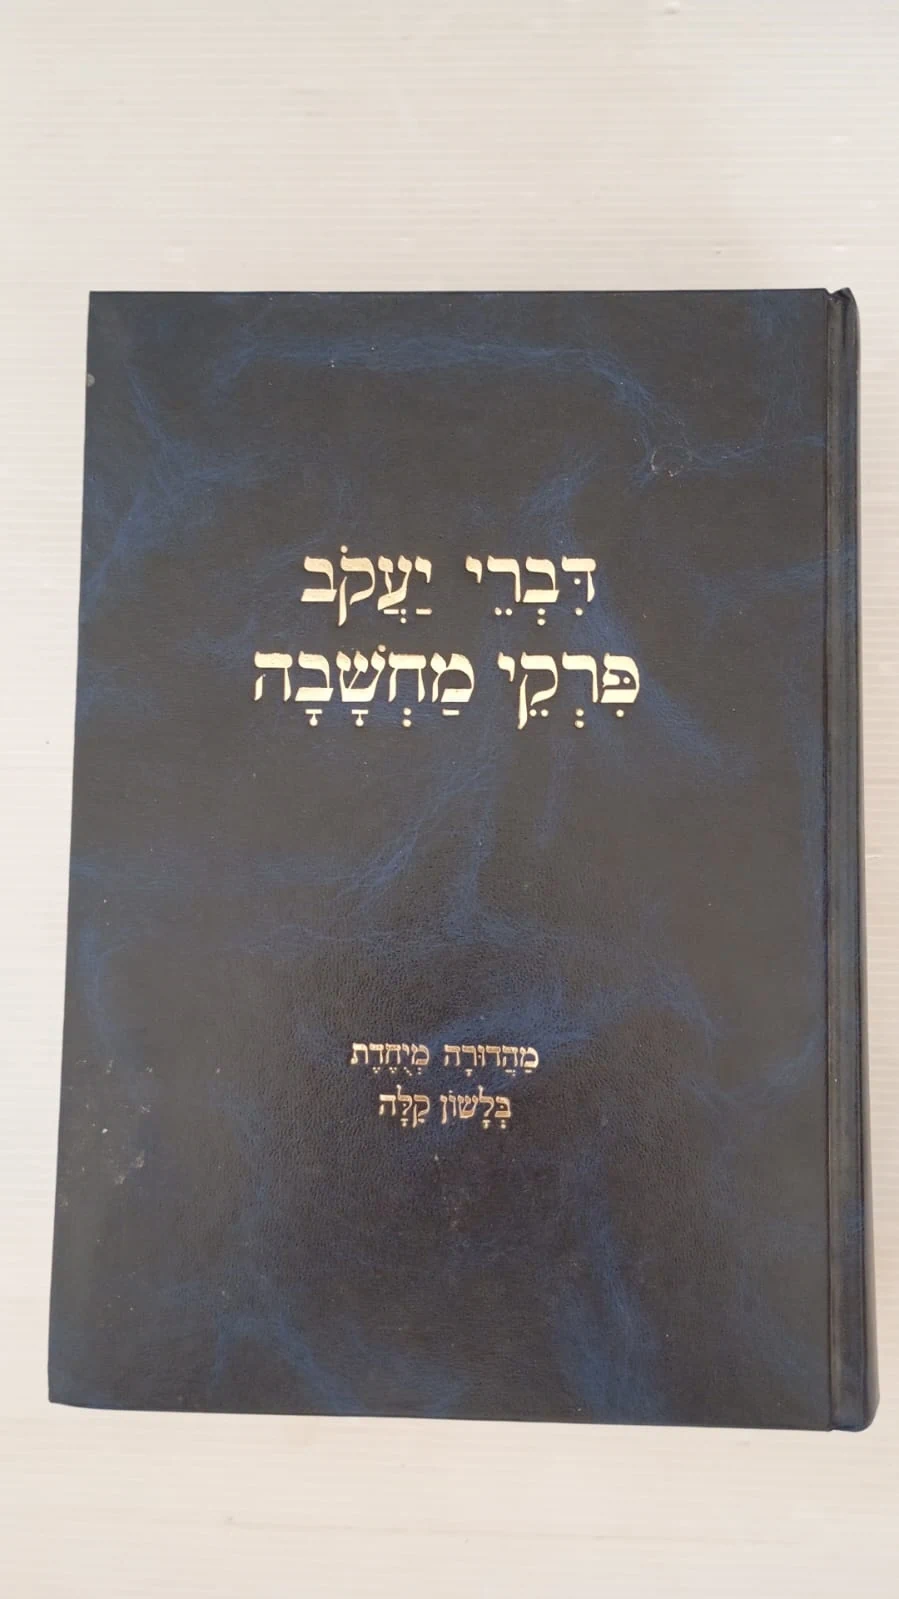 דִּבְרֵי יַעֲקֹב
פִּרְקֵי מַחְשָׁבָה
מַהֲדוּרָה מְיֻחֶדֶת
בְּלָשׁוֹן קַלָּה